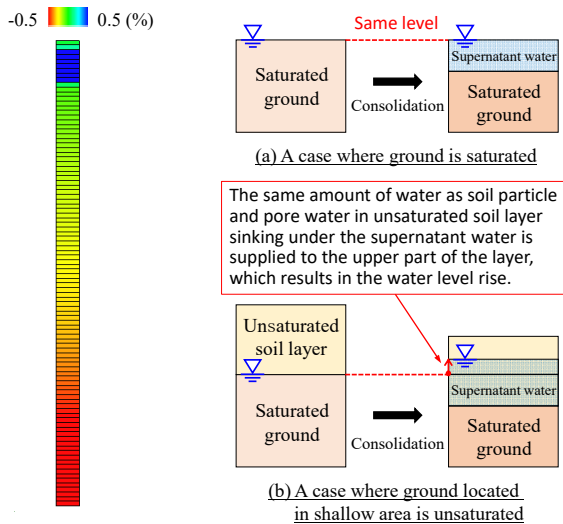 -0.5 0.5 (%)
Same level
Saturated
ground
Consolidation
Supernatant water
Saturated
ground
(a) A case where ground is saturated
The same amount of water as soil particle
and pore water in unsaturated soil layer
sinking under the supernatant water is
supplied to the upper part of the layer,
which results in the water level rise.
Unsaturated
soil layer
Saturated
ground
Consolidation
Supernatant water
Saturated
ground
(b) A case where ground located
in shallow area is unsaturated